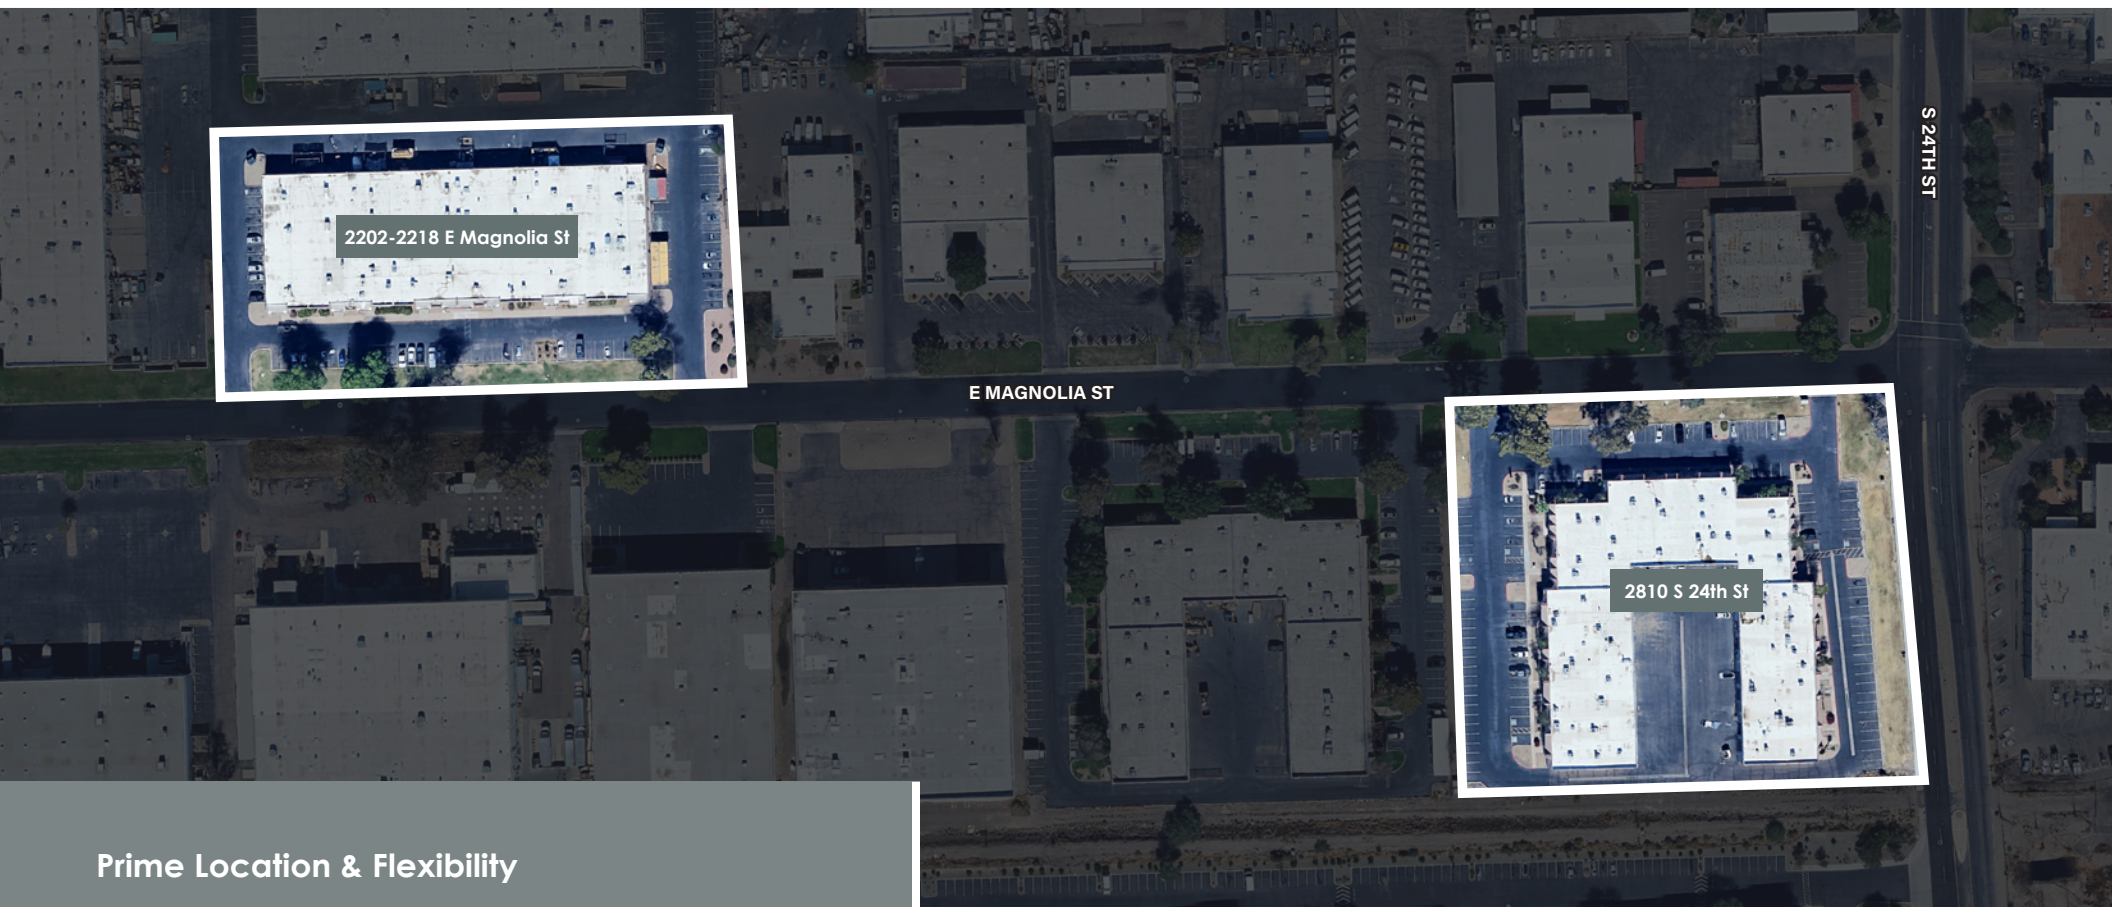 S 24TH ST
2202-2218 E Magnolia St
E MAGNOLIA ST
2810 S 24th St
Prime Location & Flexibility